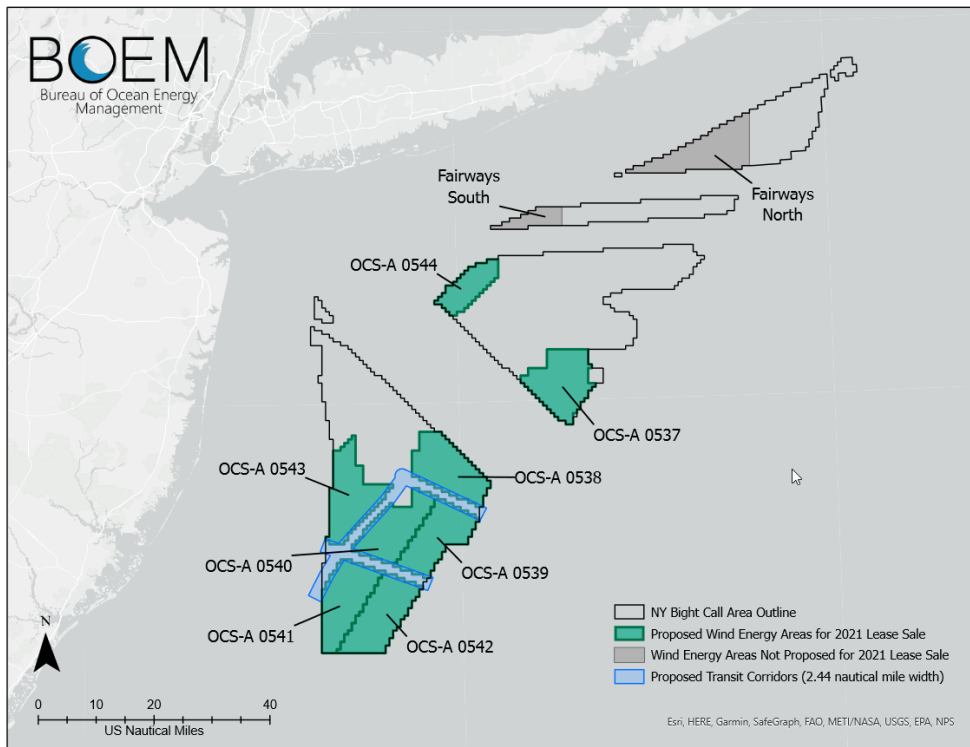 BOEM
Bureau of Ocean Energy
Management
Fairways
South
Fairways
North
OCS-A 0544
OCS-A 0537
OCS-A 0543
OCS-A 0538
OCS-A 0540
OCS-A 0539
OCS-A 0541
OCS-A 0542
NY Bight Call Area Outline
Proposed Wind Energy Areas for 2021 Lease Sale
Wind Energy Areas Not Proposed for 2021 Lease Sale
Proposed Transit Corridors (2.44 nautical mile width)
N
0 10 20 40
US Nautical Miles
Esri, HERE, Garmin, SafeGraph, FAO, METI/NASA, USGS, EPA, NPS